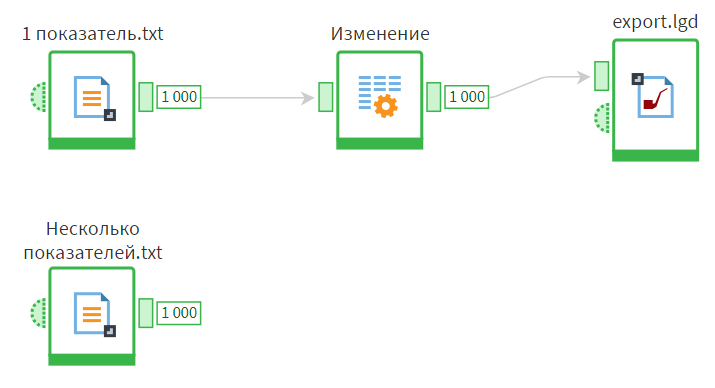 1 показатель.txt
Изменение
export.lgd
1 000
1 000
Несколько
показателей.txt
1 000